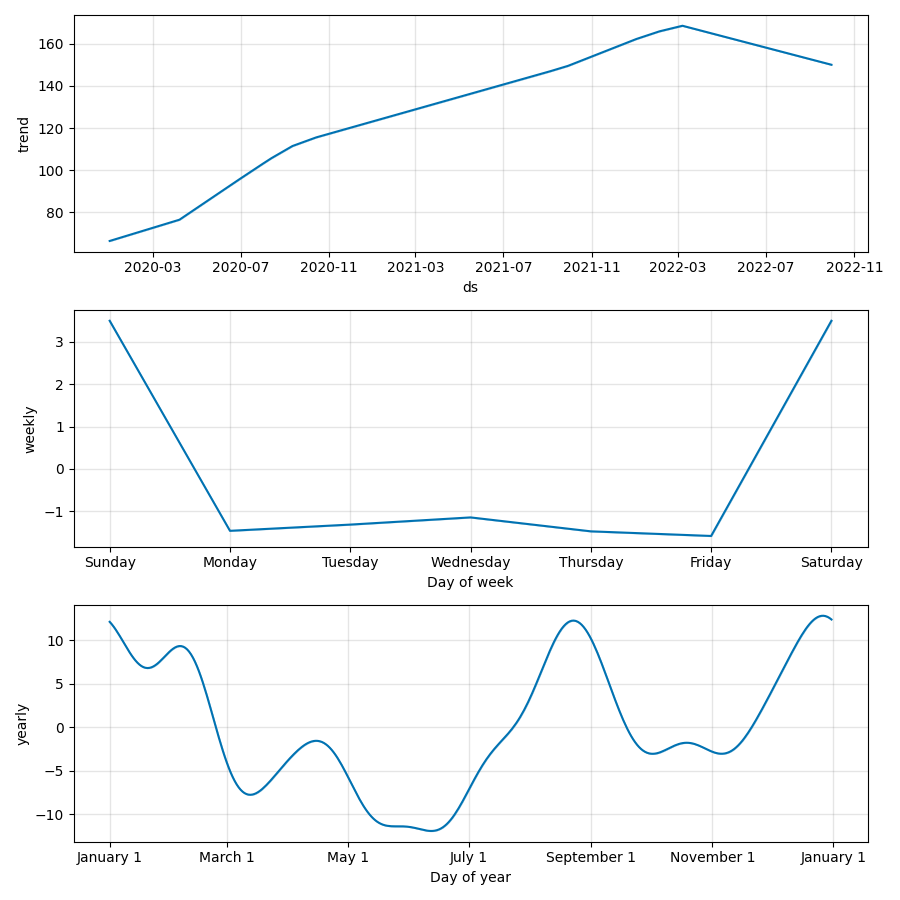 160
140
120
100
80
trend
2020-03 2020-07 2020-11 2021-03 2021-07 2021-11 2022-03 2022-07 2022-11
ds
3
2
1
0
−1
weekly
Sunday Monday Tuesday Wednesday Thursday Friday Saturday
Day of week
10
5
0
−5
−10
yearly
January 1 March 1 May 1 July 1 September 1 November 1 January 1
Day of year